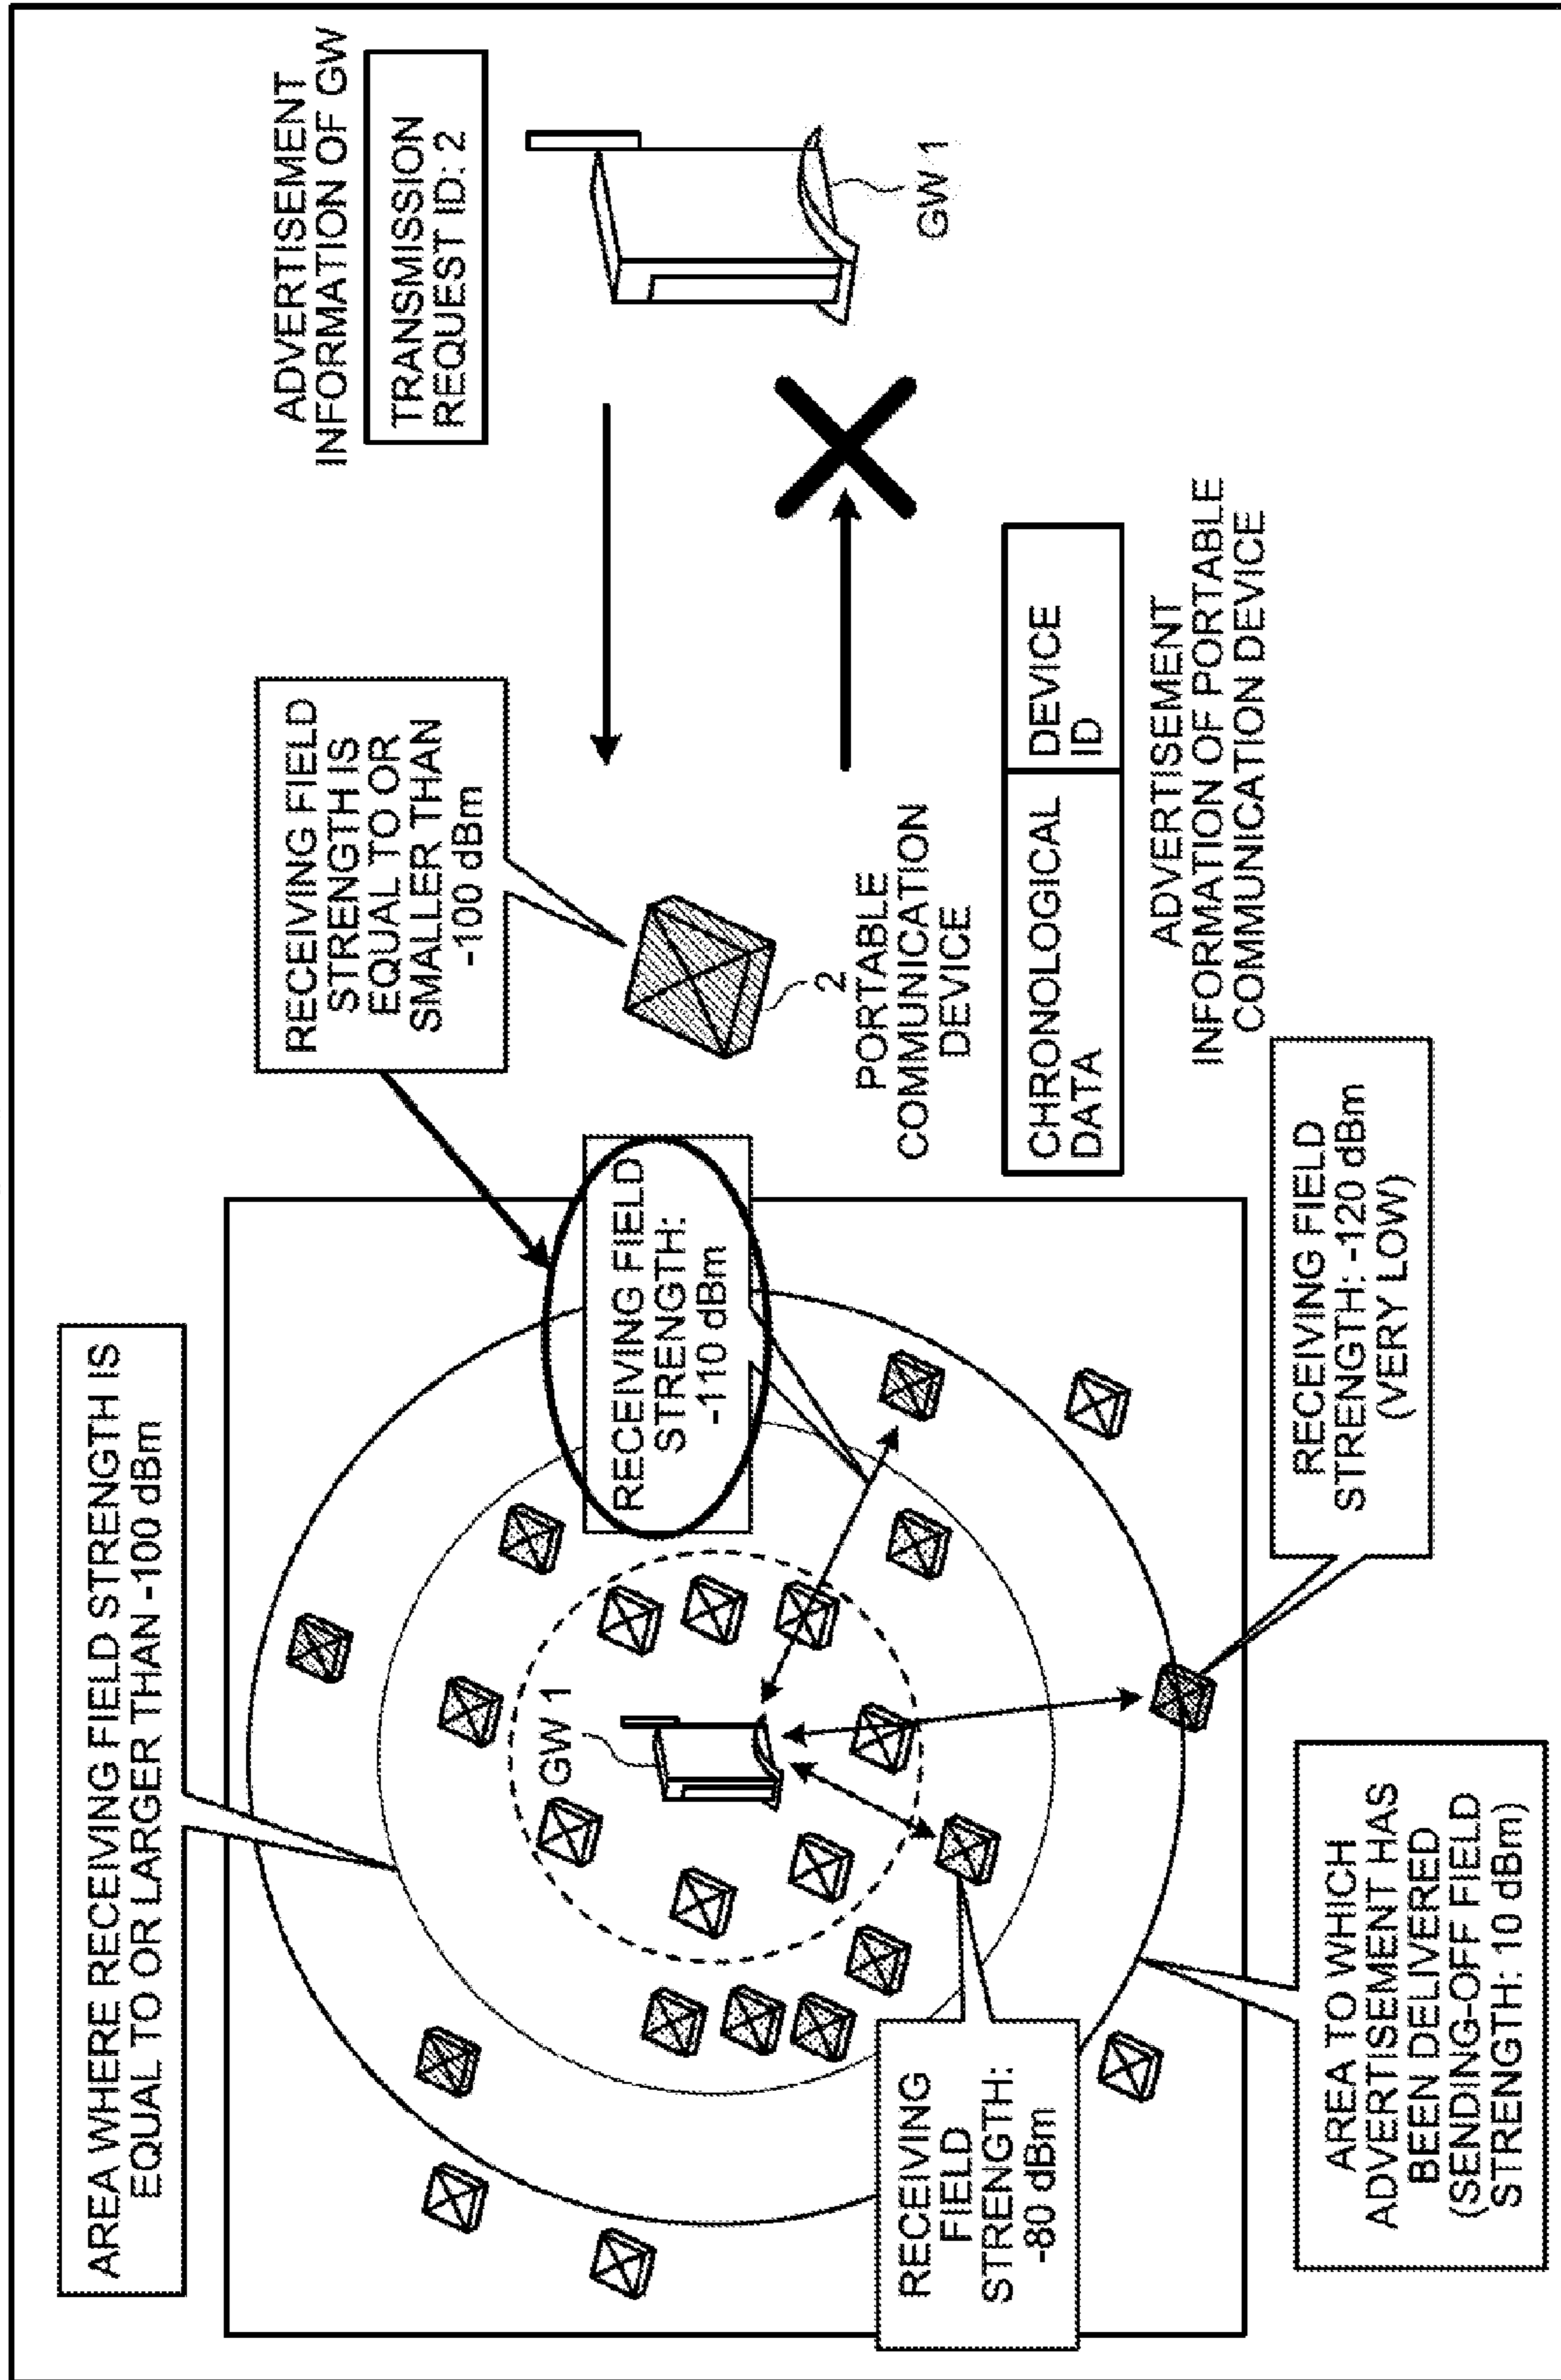 AREA WHERE RECEIVING FIELD STRENGTH IS
EQUAL TO OR LARGER THAN -100 dBm
RECEIVING FIELD
STRENGTH IS
EQUAL TO OR
SMALLER THAN
-100 dBm
ADVERTISEMENT
INFORMATION OF GW
TRANSMISSION
REQUEST ID: 2
GW 1
RECEIVING FIELD
STRENGTH:
-110 dBm
2
PORTABLE
COMMUNICATION
DEVICE
GW 1
CHRONOLOGICAL
DATA
DEVICE
ID
ADVERTISEMENT
INFORMATION OF PORTABLE
COMMUNICATION DEVICE
RECEIVING
FIELD
STRENGTH:
-80 dBm
RECEIVING FIELD
STRENGTH: -120 dBm
(VERY LOW)
AREA TO WHICH
ADVERTISEMENT HAS
BEEN DELIVERED
(SENDING-OFF FIELD
STRENGTH: 10 dBm)